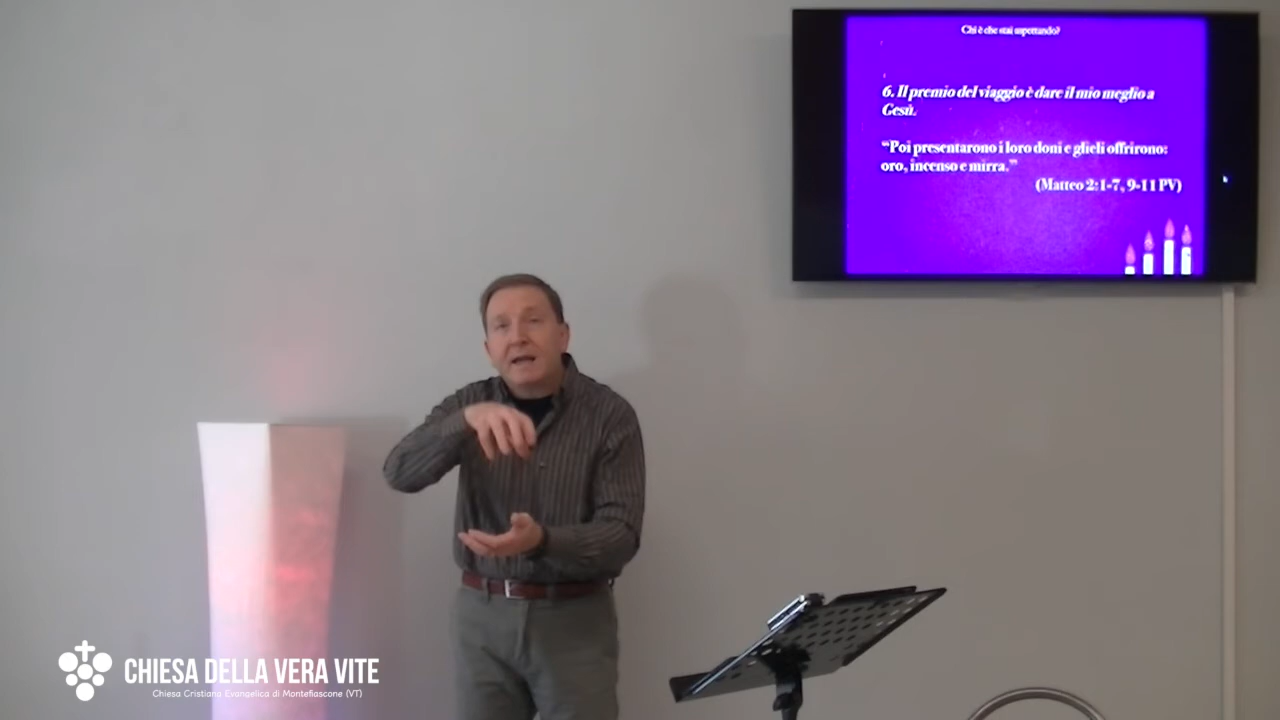 Chi è che stai aspettando?
6. Il premio del viaggio è dare il mio meglio a
Gesù.
“Poi presentarono i loro doni e glieli offrirono:
oro, incenso e mirra.”
(Matteo 2:1-7, 9-11 PV)
CHIESA DELLA VERA VITE
Chiesa Cristiana Evangelica di Montefiascone (VT)